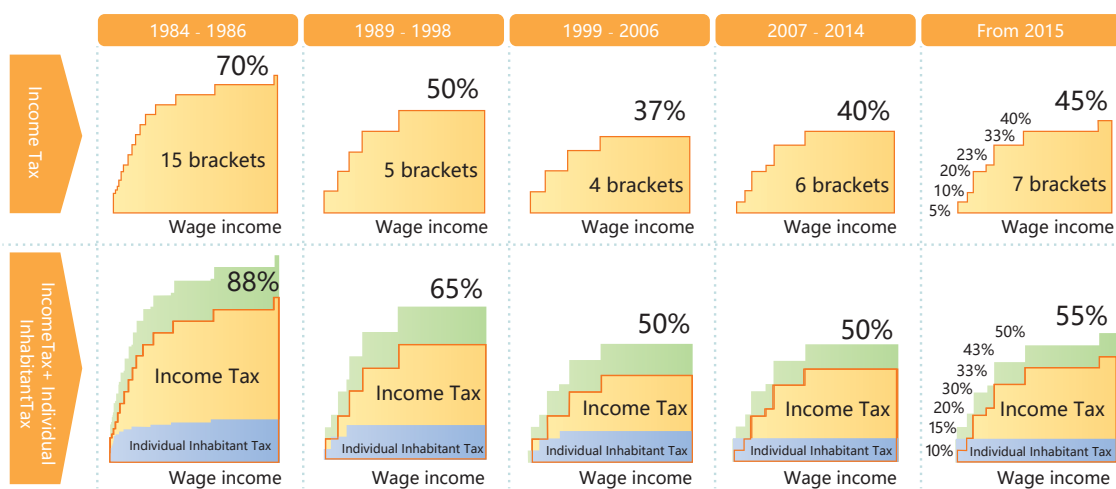 1984 - 1986
1989 - 1998
1999 - 2006
2007 - 2014
From 2015
Income Tax
70%
15 brackets
Wage income
50%
5 brackets
Wage income
37%
4 brackets
Wage income
40%
6 brackets
Wage income
45%
40%
33%
23%
20%
10%
5%
7 brackets
Wage income
IncomeTax+ Individual
InhabitantTax
88%
Income Tax
Individual Inhabitant Tax
Wage income
65%
Income Tax
Individual Inhabitant Tax
Wage income
50%
Income Tax
Individual Inhabitant Tax
Wage income
50%
Income Tax
Individual Inhabitant Tax
Wage income
55%
50%
43%
33%
30%
20%
15%
10%
Income Tax
Individual Inhabitant Tax
Wage income